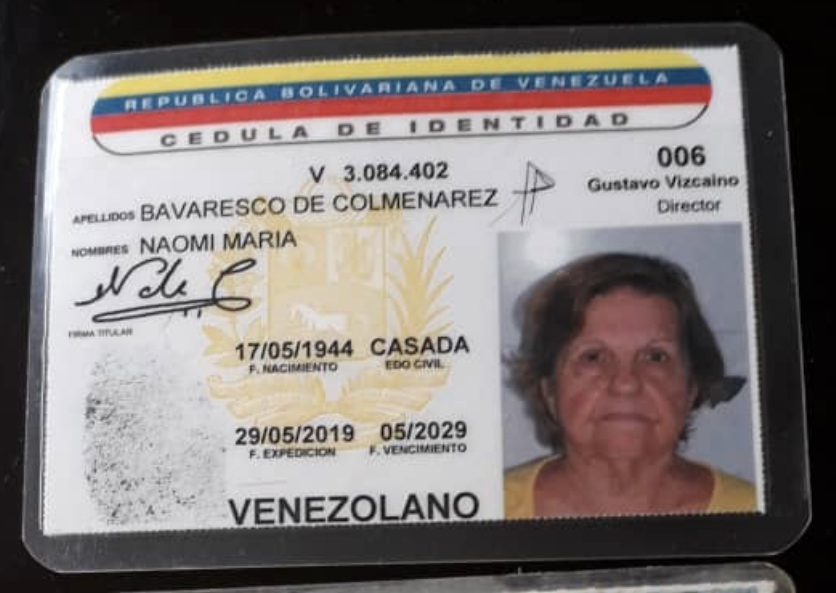 REPUBLICA BOLIVARIANA DE VENEZUELA
CEDULA DE IDENTIDAD
V 3.084.402
006
Gustavo Vizcaino
Director
APELLIDOS BAVARESCO DE COLMENAREZ
NOMBRES NAOMI MARIA
FIRMA TITULAR
17/05/1944 CASADA
F. NACIMIENTO EDO CIVIL
29/05/2019 05/2029
F. EXPEDICION F. VENCIMIENTO
VENEZOLANO